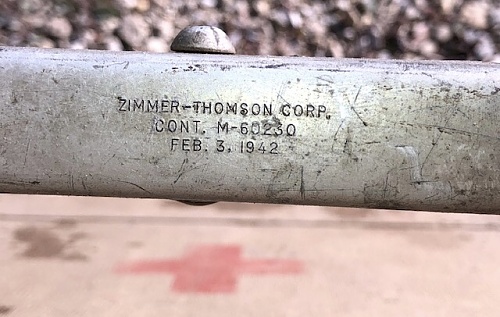 ZIMMER-THOMSON CORP.
CONT. M-60230
FEB. 3, 1942